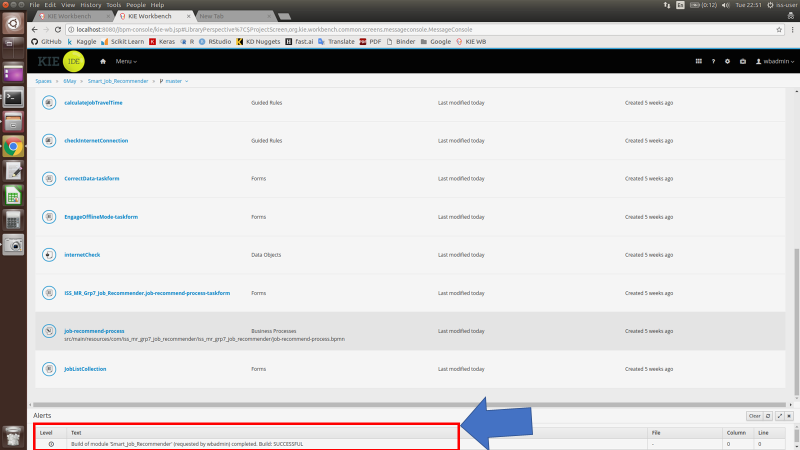 File Edit View History Bookmarks Tools People Help
En (0:12) Tue 22:51 iss-user
KIE Workbench KIE Workbench New Tab
localhost:8080/jbpm-console/kie-wb.jsp#LibraryPerspective%7C$ProjectScreen,org.kie.workbench.common.screens.messageconsole.MessageConsole
GitHub Kaggle Scikit Learn Keras R RStudio KD Nuggets fast.ai Translate PDF Binder Google KIE WB
KIE IDE Menu wbadmin
Spaces » 6May » Smart_Job_Recommender » master
calculateJobTravelTime Guided Rules Last modified today Created 5 weeks ago
checkInternetConnection Guided Rules Last modified today Created 5 weeks ago
CorrectData-taskform Forms Last modified today Created 5 weeks ago
EngageOfflineMode-taskform Forms Last modified today Created 5 weeks ago
internetCheck Data Objects Last modified today Created 5 weeks ago
ISS_MR_Grp7_Job_Recommender.job-recommend-process-taskform Forms Last modified today Created 5 weeks ago
job-recommend-process Business Processes Last modified today Created 5 weeks ago
src/main/resources/com/iss_mr_grp7_job_recommender/iss_mr_grp7_job_recommender/job-recommend-process.bpmn
JobListCollection Forms Last modified today Created 5 weeks ago
Alerts Clear
Level Text File Column Line
Build of module 'Smart_Job_Recommender' (requested by wbadmin) completed. Build: SUCCESSFUL - 0 0